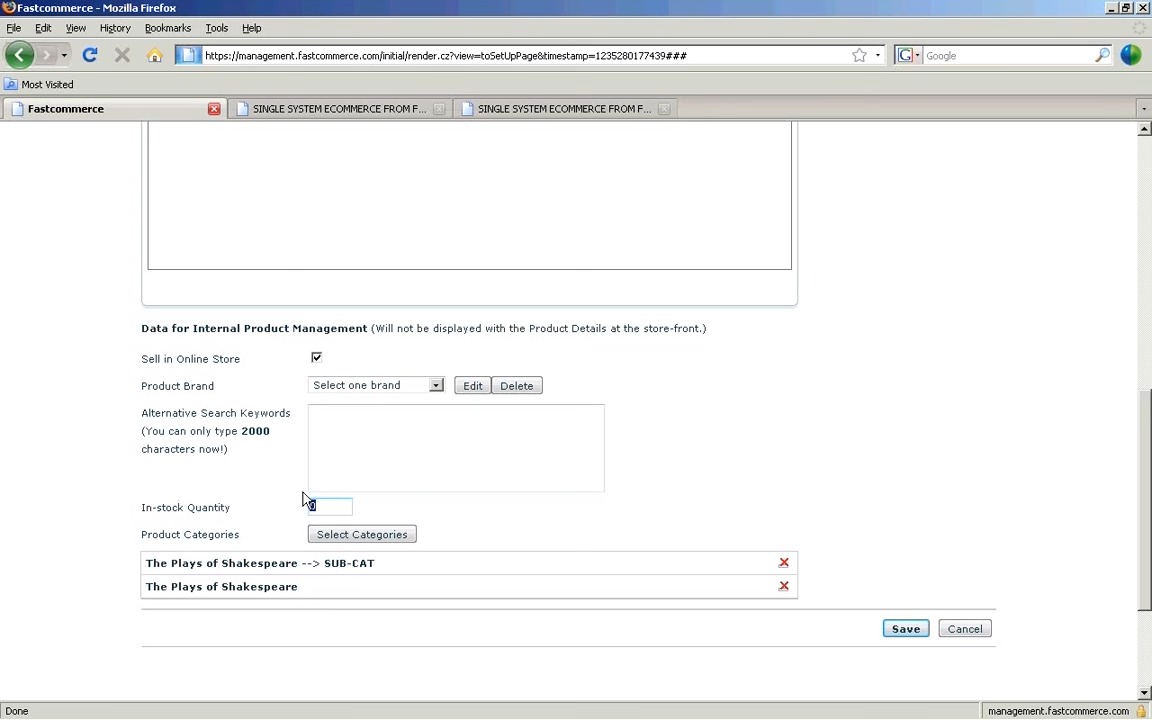 Fastcommerce - Mozilla Firefox
File Edit View History Bookmarks Tools Help
https://management.fastcommerce.com/initial/render.cz?view=toSetUpPage&timestamp=1235280177439###
Google
Most Visited
Fastcommerce
SINGLE SYSTEM ECOMMERCE FROM F...
SINGLE SYSTEM ECOMMERCE FROM F...
Data for Internal Product Management (Will not be displayed with the Product Details at the store-front.)
Sell in Online Store
Product Brand Select one brand Edit Delete
Alternative Search Keywords
(You can only type 2000
characters now!)
In-stock Quantity 0
Product Categories Select Categories
The Plays of Shakespeare --> SUB-CAT
The Plays of Shakespeare
Save Cancel
Done management.fastcommerce.com